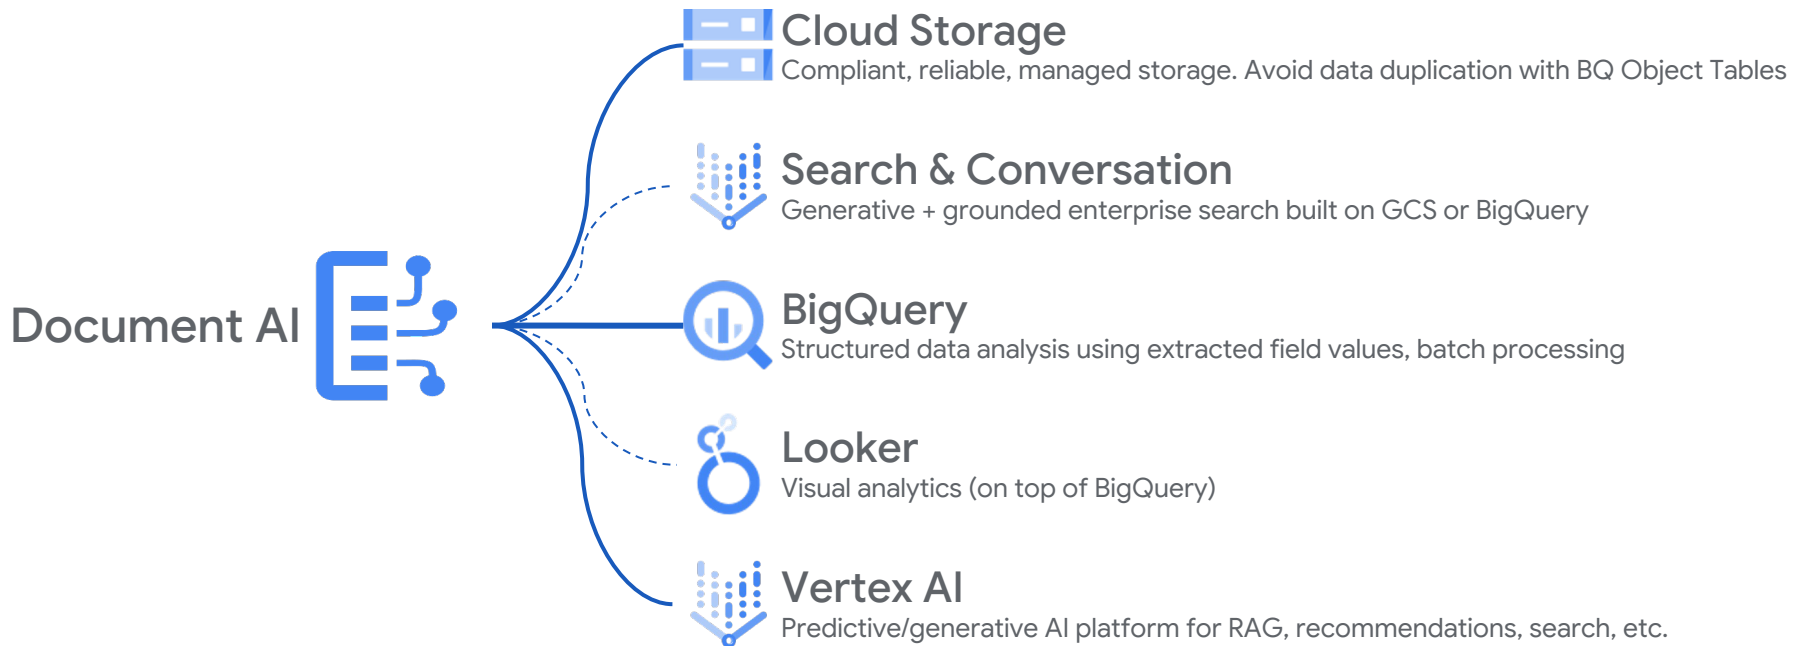 Cloud Storage
Compliant, reliable, managed storage. Avoid data duplication with BQ Object Tables
Search & Conversation
Generative + grounded enterprise search built on GCS or BigQuery
Document AI
BigQuery
Structured data analysis using extracted field values, batch processing
Looker
Visual analytics (on top of BigQuery)
Vertex AI
Predictive/generative AI platform for RAG, recommendations, search, etc.